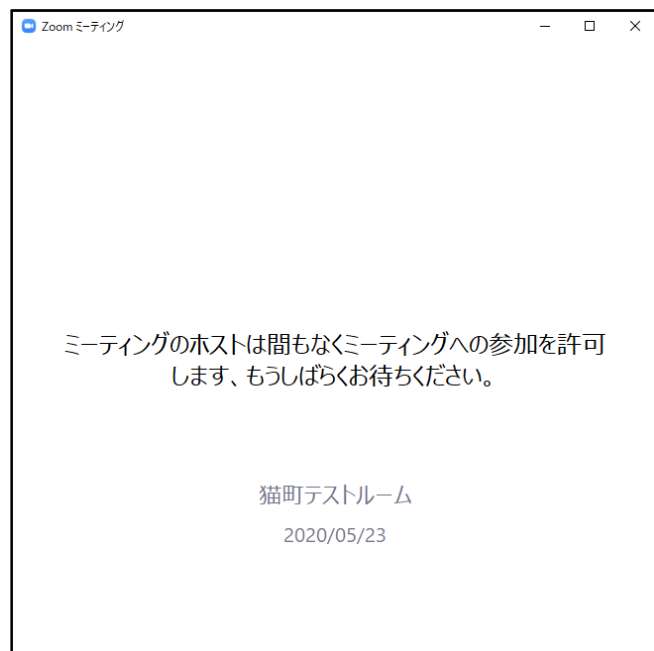 Zoom ミーティング
ミーティングのホストは間もなくミーティングへの参加を許可
します、もうしばらくお待ちください。
猫町テストルーム
2020/05/23